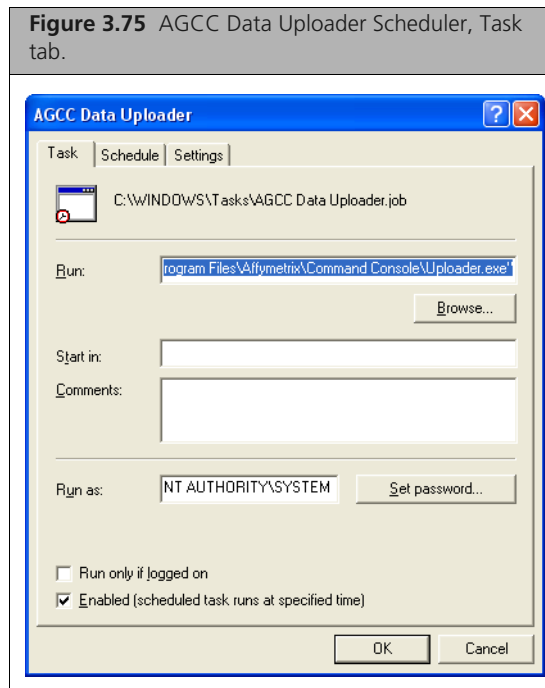 Figure 3.75 AGCC Data Uploader Scheduler, Task
tab.
AGCC Data Uploader
Task Schedule Settings
C:\WINDOWS\Tasks\AGCC Data Uploader.job
Run: rogram Files\Affymetrix\Command Console\Uploader.exe"
Browse...
Start in:
Comments:
Run as: NT AUTHORITY\SYSTEM Set password...
Run only if logged on
Enabled (scheduled task runs at specified time)
OK Cancel